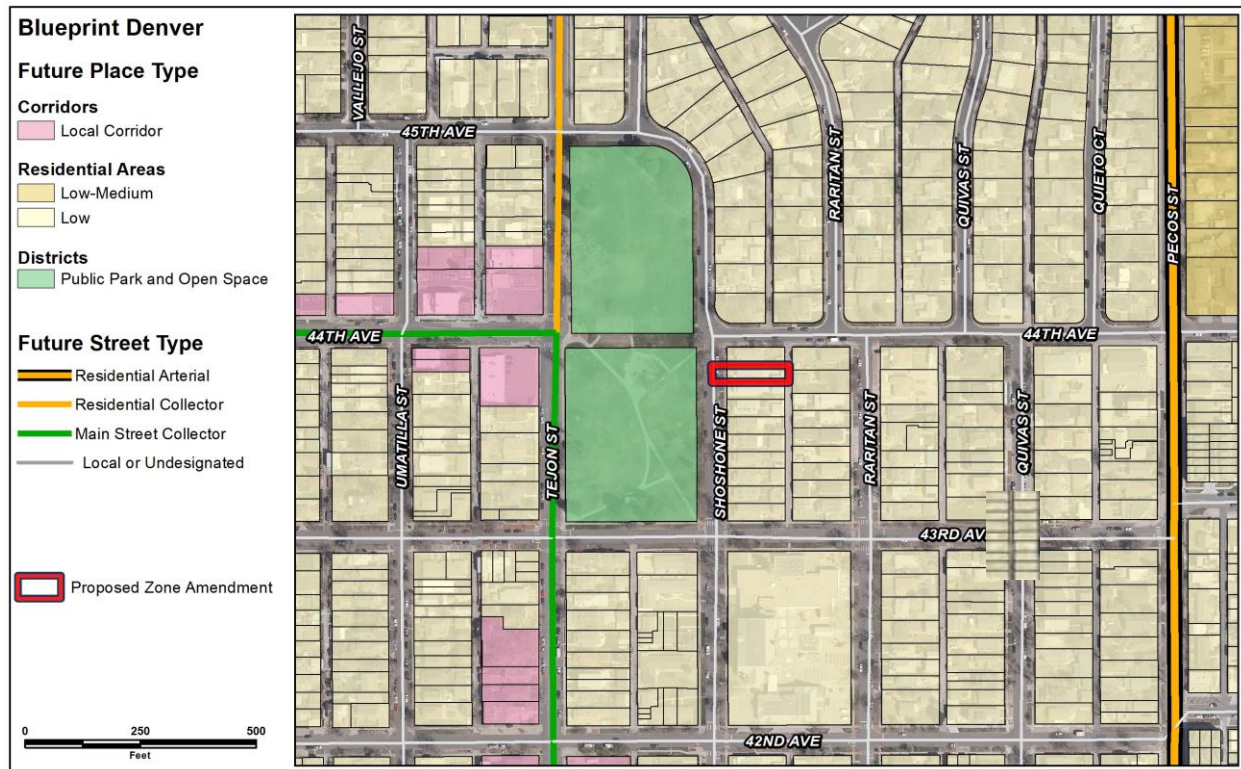 Blueprint Denver
Future Place Type
Corridors
Local Corridor
Residential Areas
Low-Medium
Low
Districts
Public Park and Open Space
Future Street Type
Residential Arterial
Residential Collector
Main Street Collector
Local or Undesignated
Proposed Zone Amendment
0 250 500
Feet
VALLEJO ST
45TH AVE
RARITAN ST
QUIVAS ST
QUIETO CT
PECOS ST
44TH AVE
44TH AVE
UMATILLA ST
TEJON ST
SHOSHONE ST
RARITAN ST
QUIVAS ST
43RD
42ND AVE